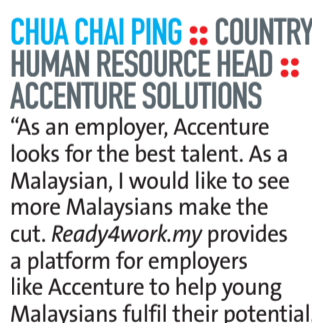 CHUA CHAI PING :: COUNTRY
HUMAN RESOURCE HEAD ::
ACCENTURE SOLUTIONS
“As an employer, Accenture
looks for the best talent. As a
Malaysian, I would like to see
more Malaysians make the
cut. Ready4work.my provides
a platform for employers
like Accenture to help young
Malaysians fulfil their potential.